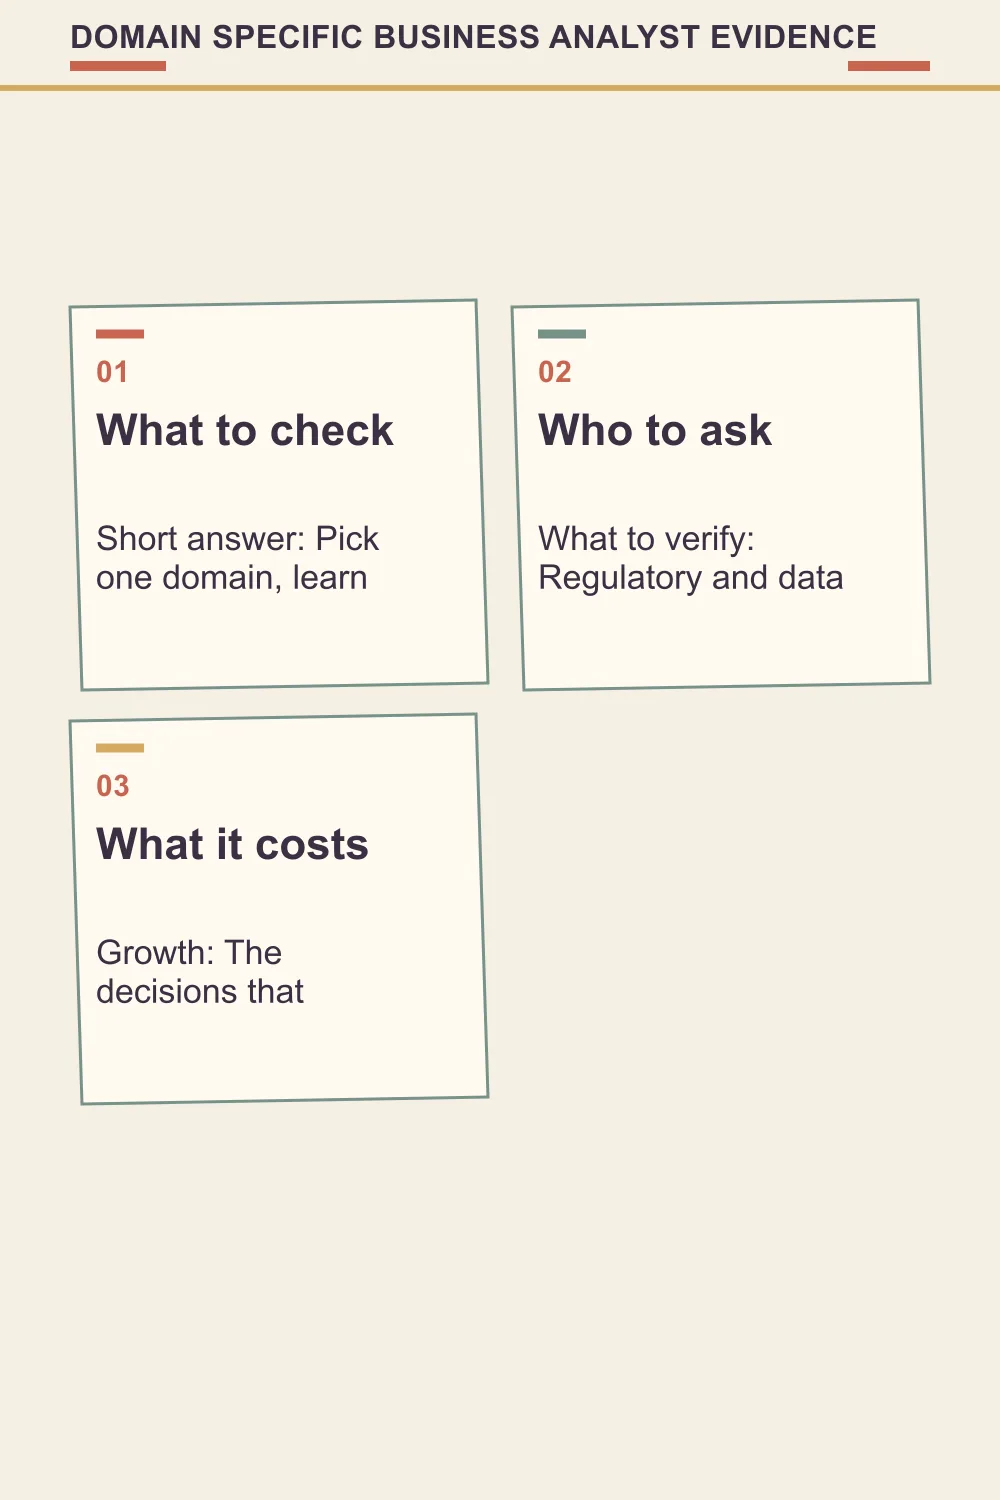 DOMAIN SPECIFIC BUSINESS ANALYST EVIDENCE
01
What to check
Short answer: Pick
one domain, learn
02
Who to ask
What to verify:
Regulatory and data
03
What it costs
Growth: The
decisions that